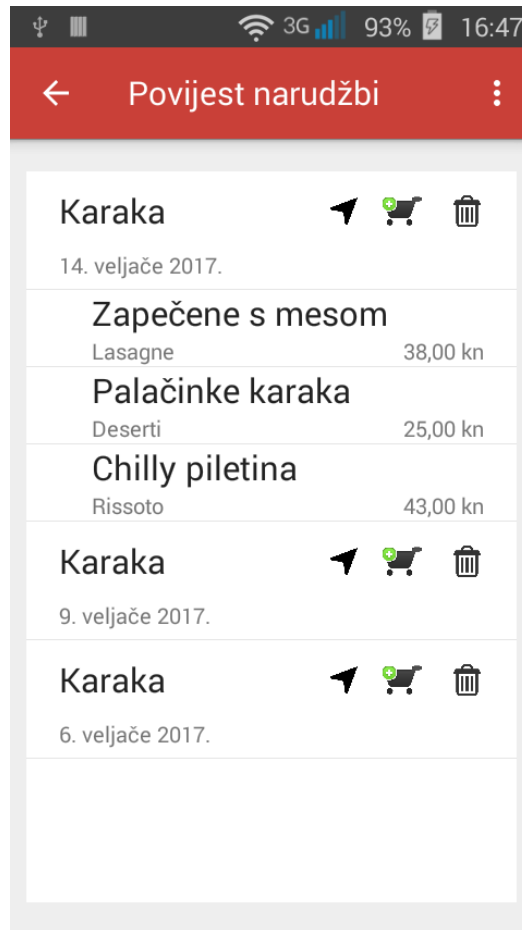 3G 93% 16:47
Povijest narudžbi
Karaka
14. veljače 2017.
Zapečene s mesom
Lasagne 38,00 kn
Palačinke karaka
Deserti 25,00 kn
Chilly piletina
Rissoto 43,00 kn
Karaka
9. veljače 2017.
Karaka
6. veljače 2017.